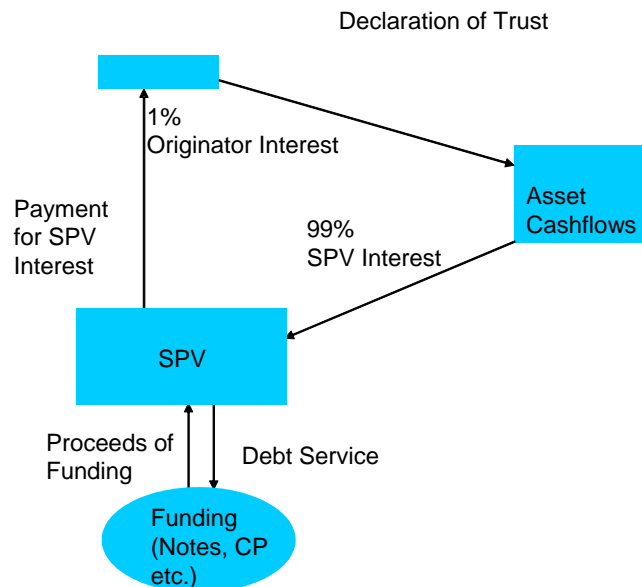 Declaration of Trust
1%
Originator Interest
Asset
Cashflows
Payment
for SPV
Interest
99%
SPV Interest
SPV
Proceeds of
Funding
Debt Service
Funding
(Notes, CP
etc.)